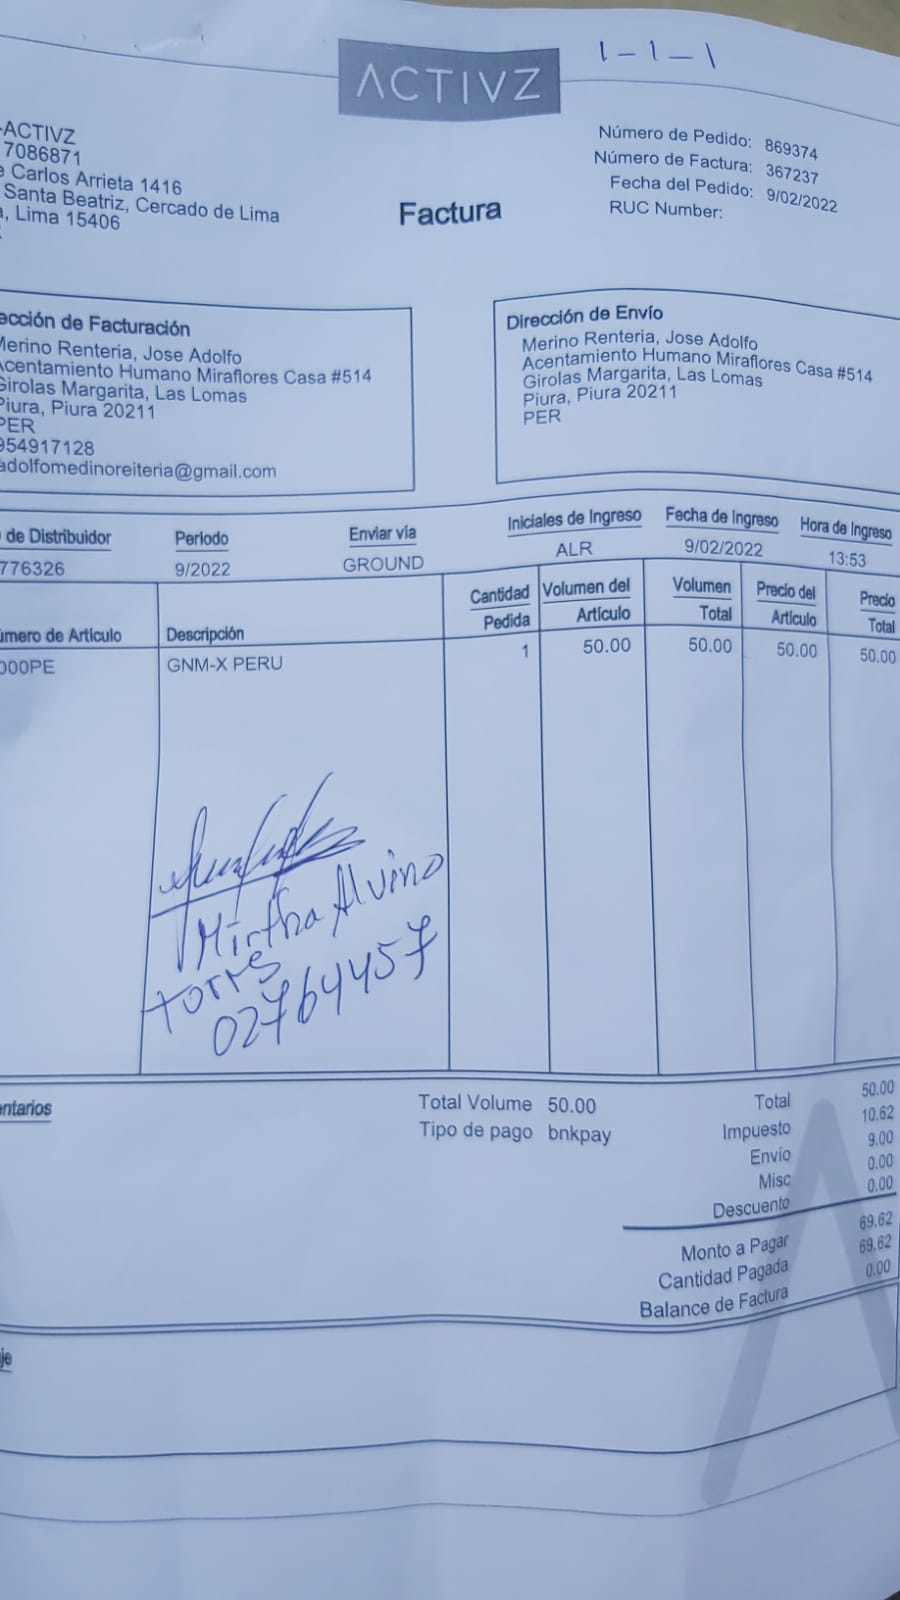 1-1-1
ACTIVZ
-ACTIVZ
7086871
e Carlos Arrieta 1416
Santa Beatriz, Cercado de Lima
, Lima 15406
Factura
Número de Pedido: 869374
Número de Factura: 367237
Fecha del Pedido: 9/02/2022
RUC Number:
ección de Facturación
Merino Renteria, Jose Adolfo
Acentamiento Humano Miraflores Casa #514
Girolas Margarita, Las Lomas
Piura, Piura 20211
PER
954917128
adolfomedinoreiteria@gmail.com
Dirección de Envío
Merino Renteria, Jose Adolfo
Acentamiento Humano Miraflores Casa #514
Girolas Margarita, Las Lomas
Piura, Piura 20211
PER
de Distribuidor Período Enviar vía Iniciales de Ingreso Fecha de Ingreso Hora de Ingreso
776326 9/2022 GROUND ALR 9/02/2022 13:53
úmero de Artículo Descripción Cantidad Pedida Volumen del Artículo Volumen Total Precio del Artículo Precio Total
000PE GNM-X PERU 1 50.00 50.00 50.00 50.00
Mirtha Alvino
torres
02764457
entarios
Total Volume 50.00
Tipo de pago bnkpay
Total 50.00
Impuesto 10.62
Envío 9.00
Misc 0.00
Descuento 0.00
Monto a Pagar 69.62
Cantidad Pagada 69.62
Balance de Factura 0.00
je